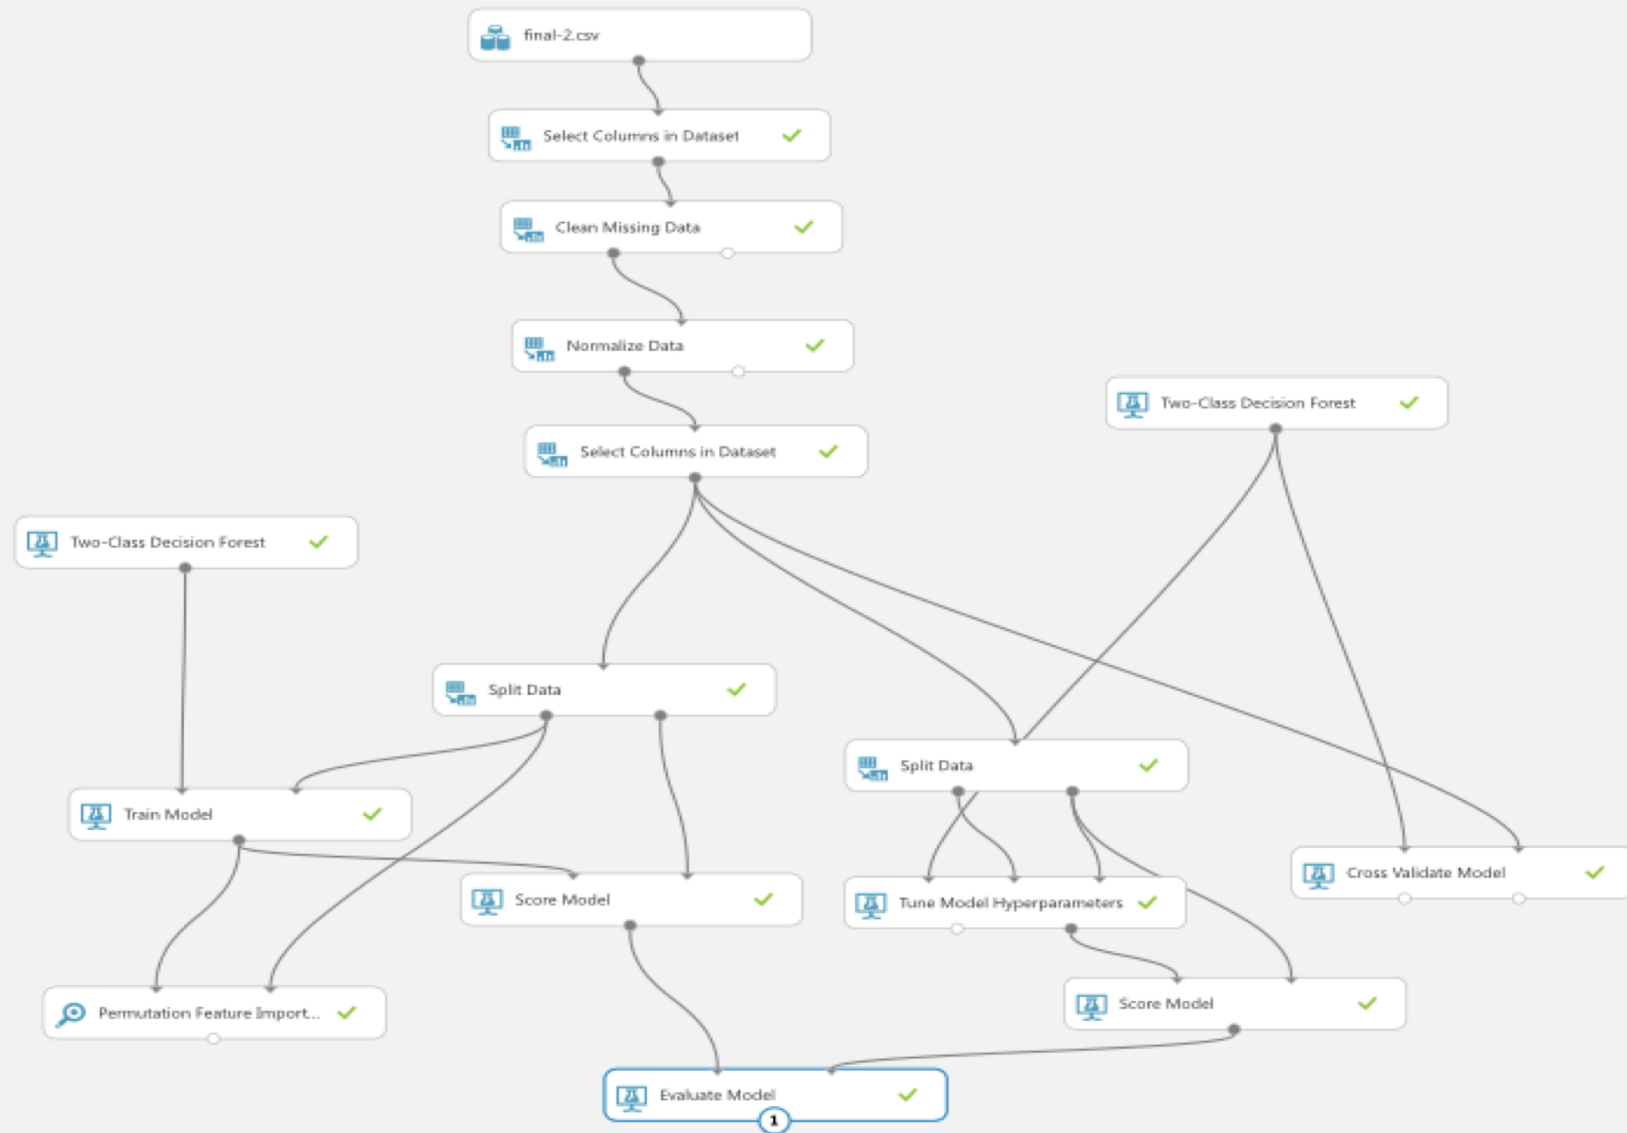 final-2.csv
Select Columns in Dataset
Clean Missing Data
Normalize Data
Two-Class Decision Forest
Select Columns in Dataset
Two-Class Decision Forest
Split Data
Split Data
Train Model
Cross Validate Model
Score Model
Tune Model Hyperparameters
Score Model
Permutation Feature Import...
Evaluate Model
1